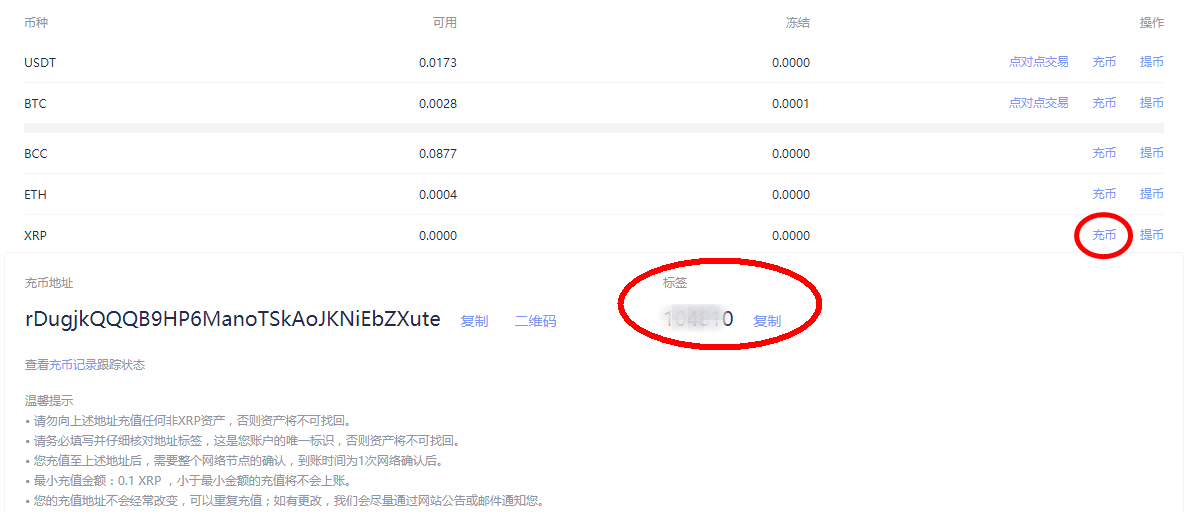 币种 可用 冻结 操作
USDT 0.0173 0.0000 点对点交易 充币 提币
BTC 0.0028 0.0001 点对点交易 充币 提币
BCC 0.0877 0.0000 充币 提币
ETH 0.0004 0.0000 充币 提币
XRP 0.0000 0.0000 充币 提币
充币地址 标签
rDugjkQQQB9HP6ManoTSkAoJKNiEbZXute 复制 二维码 复制
查看充币记录跟踪状态
温馨提示
• 请勿向上述地址充值任何非XRP资产，否则资产将不可找回。
• 请务必填写并仔细核对地址标签，这是您账户的唯一标识，否则资产将不可找回。
• 您充值至上述地址后，需要整个网络节点的确认，到账时间为1次网络确认后。
• 最小充值金额：0.1 XRP ，小于最小金额的充值将不会上账。
• 您的充值地址不会经常改变，可以重复充值；如有更改，我们会尽量通过网站公告或邮件通知您。